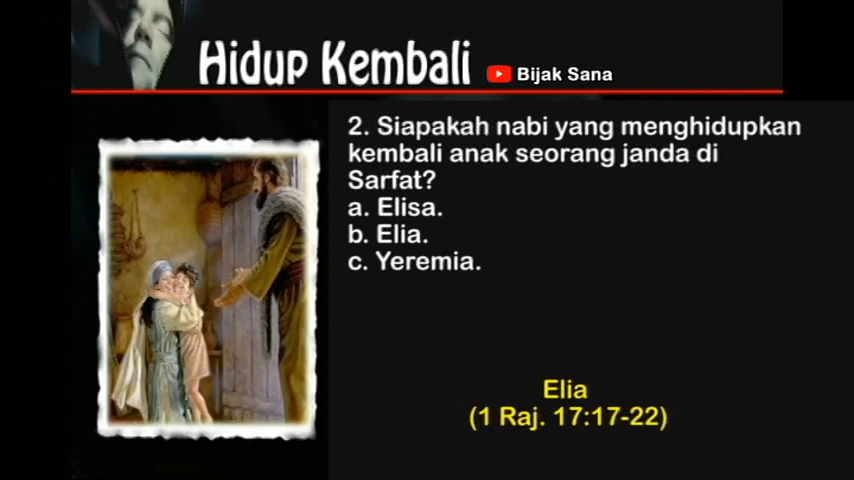 Hidup Kembali
Bijak Sana
2. Siapakah nabi yang menghidupkan
kembali anak seorang janda di
Sarfat?
a. Elisa.
b. Elia.
c. Yeremia.
Elia
(1 Raj. 17:17-22)